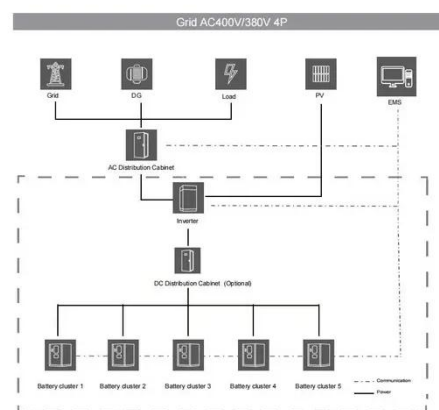 Grid AC400V/380V 4P
Grid
DG
Load
PV
EMS
AC Distribution Cabinet
Inverter
DC Distribution Cabinet (Optional)
Battery cluster 1
Battery cluster 2
Battery cluster 3
Battery cluster 4
Battery cluster 5
Communication
Power